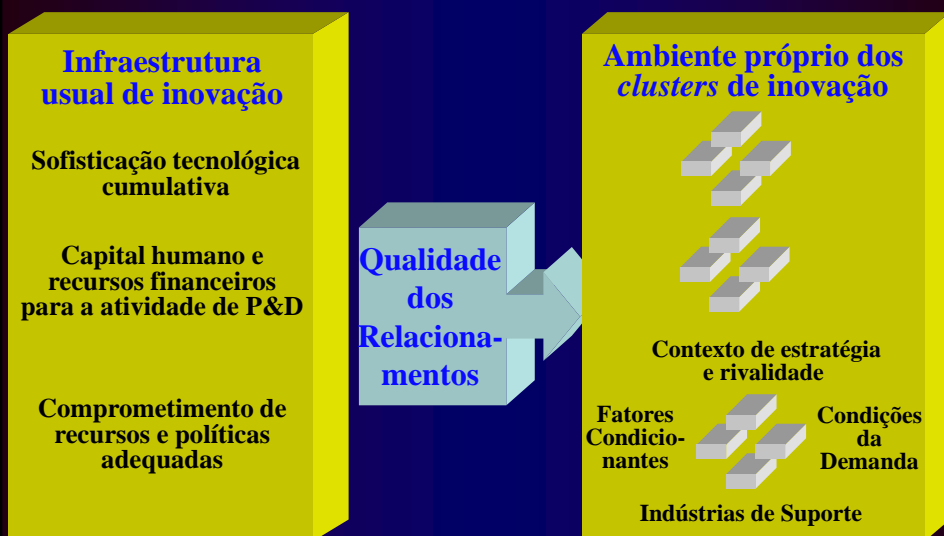 Infraestrutura
usual de inovação
Sofisticação tecnológica
cumulativa
Capital humano e
recursos financeiros
para a atividade de P&D
Comprometimento de
recursos e políticas
adequadas
Qualidade
dos
Relaciona-
mentos
Ambiente próprio dos
clusters de inovação
Contexto de estratégia
e rivalidade
Fatores
Condicio-
nantes
Condições
da
Demanda
Indústrias de Suporte